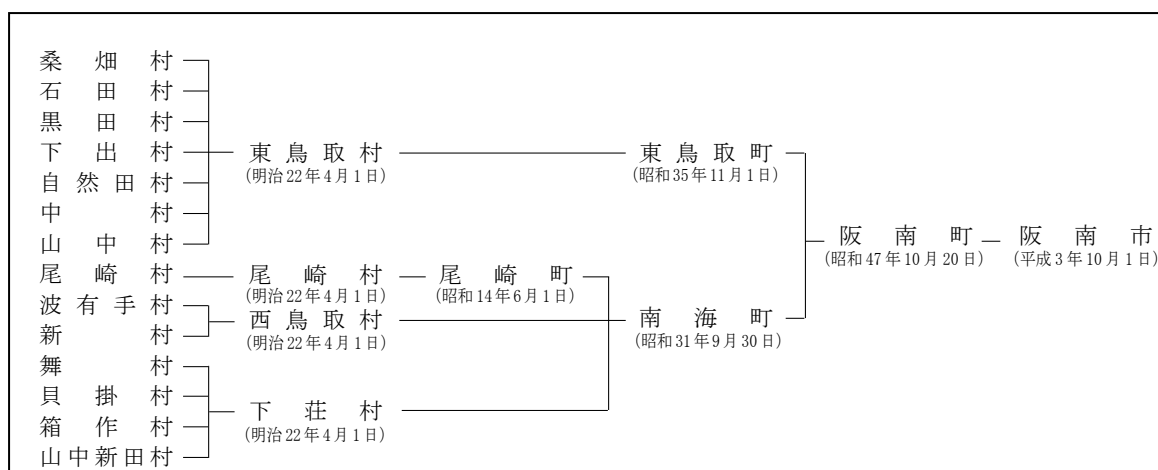 桑畑村
石田村
黒田村
下出村
自然田村
中村
山中村
尾崎村
波有手村
新村
舞村
貝掛村
箱作村
山中新田村
東鳥取村
(明治22年4月1日)
尾崎村
(明治22年4月1日)
西鳥取村
(明治22年4月1日)
下荘村
(明治22年4月1日)
尾崎町
(昭和14年6月1日)
東鳥取町
(昭和35年11月1日)
南海町
(昭和31年9月30日)
阪南町
(昭和47年10月20日)
阪南市
(平成3年10月1日)